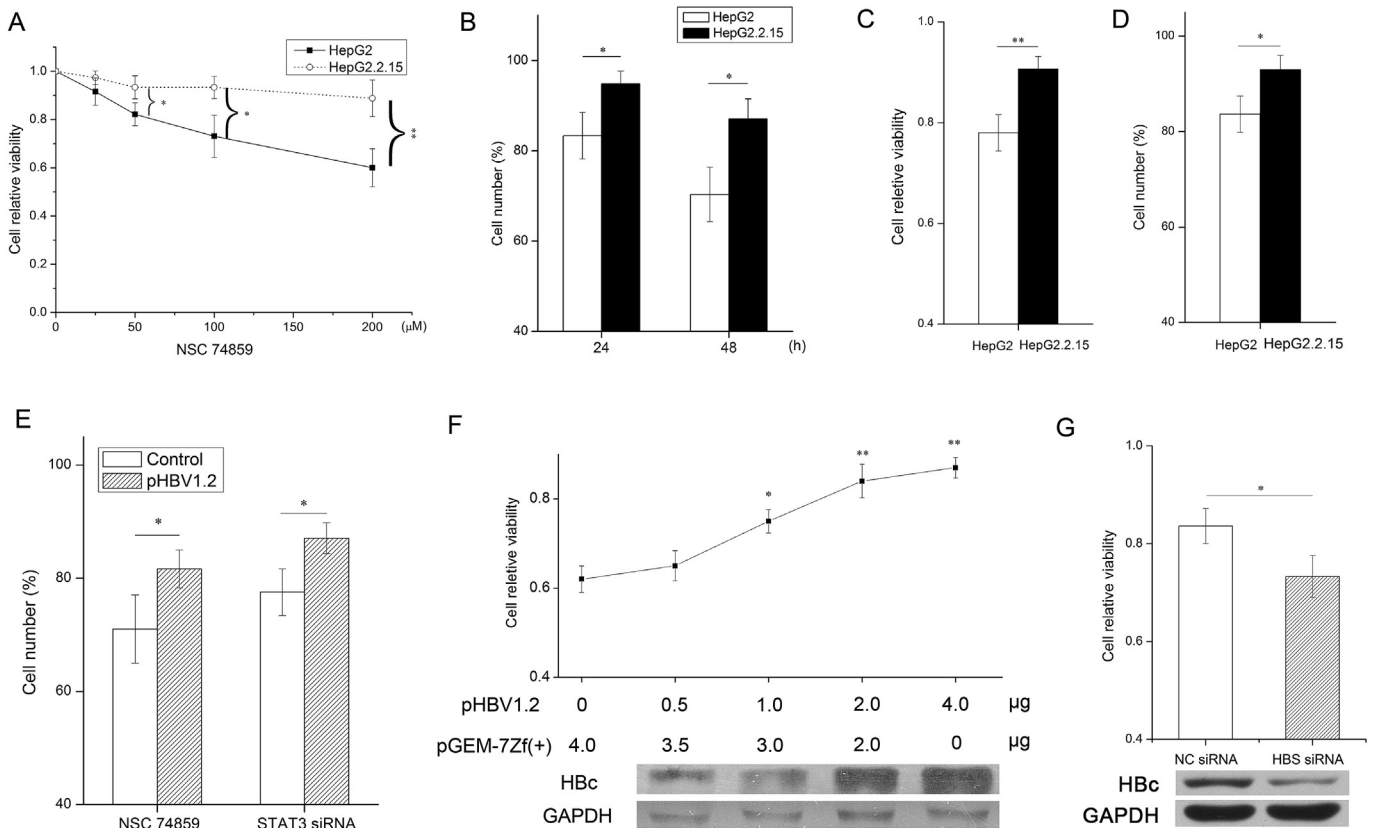 A
HepG2
HepG2.2.15
Cell reletive viability
1.0
0.8
0.6
0.4
0.2
0.0
*
*
**
0 50 100 150 200 (μM)
NSC 74859
B
HepG2
HepG2.2.15
Cell number (%)
100
80
60
40
*
*
24 48 (h)
C
Cell reletive viability
1.0
0.8
0.6
0.4
**
HepG2 HepG2.2.15
D
Cell number (%)
100
80
60
40
*
HepG2 HepG2.2.15
E
Control
pHBV1.2
Cell number (%)
100
80
60
40
*
*
NSC 74859 STAT3 siRNA
F
Cell reletive viability
0.8
0.6
0.4
*
**
**
pHBV1.2 0 0.5 1.0 2.0 4.0 μg
pGEM-7Zf(+) 4.0 3.5 3.0 2.0 0 μg
HBc
GAPDH
G
Cell relative viability
1.0
0.8
0.6
0.4
*
NC siRNA HBS siRNA
HBc
GAPDH